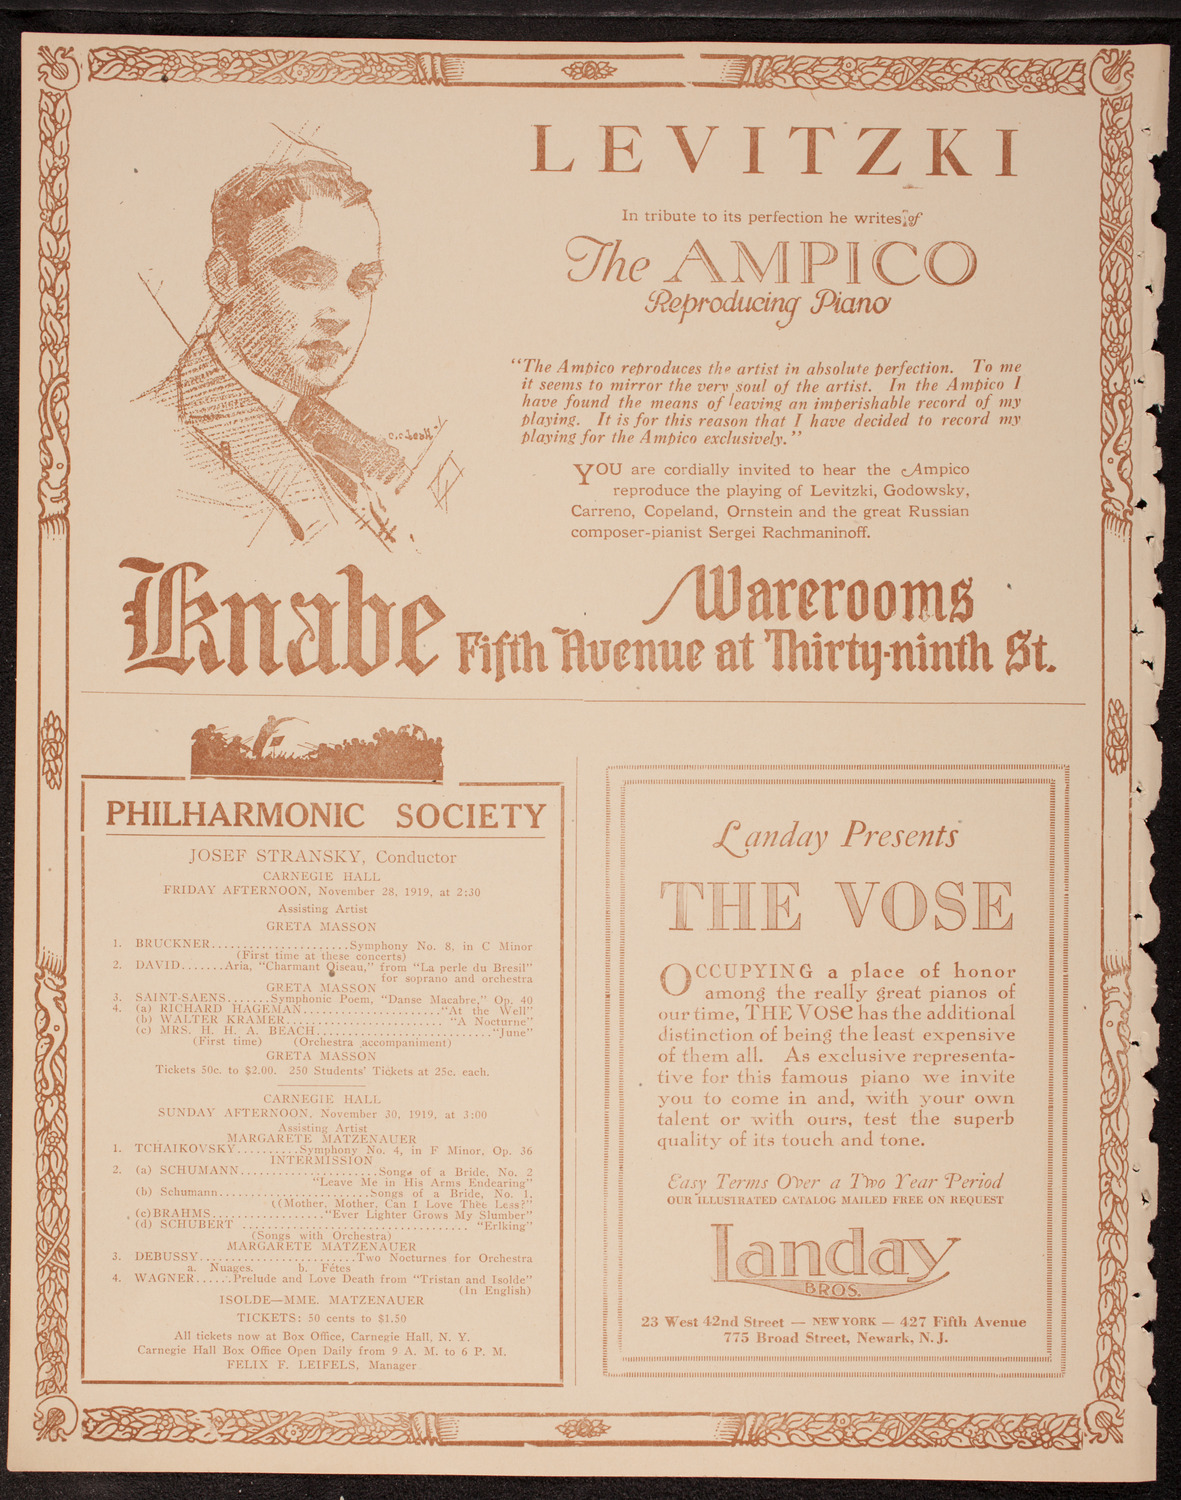 LEVITZKI
In tribute to its perfection he writes of
The AMPICO
Reproducing Piano
"The Ampico reproduces the artist in absolute perfection. To me
it seems to mirror the very soul of the artist. In the Ampico I
have found the means of leaving an imperishable record of my
playing. It is for this reason that I have decided to record my
playing for the Ampico exclusively."
YOU are cordially invited to hear the Ampico
reproduce the playing of Levitzki, Godowsky,
Carreno, Copeland, Ornstein and the great Russian
composer-pianist Sergei Rachmaninoff.
Knabe Warerooms
Fifth Avenue at Thirty-ninth St.
PHILHARMONIC SOCIETY
JOSEF STRANSKY, Conductor
CARNEGIE HALL
FRIDAY AFTERNOON, November 28, 1919, at 2:30
Assisting Artist
GRETA MASSON
1. BRUCKNER......................Symphony No. 8, in C Minor
(First time at these concerts)
2. DAVID.......Aria, "Charmant Oiseau," from "La perle du Bresil"
for soprano and orchestra
GRETA MASSON
3. SAINT-SAENS.......Symphonic Poem, "Danse Macabre," Op. 40
4. (a) RICHARD HAGEMAN......................"At the Well"
(b) WALTER KRAMER........................."A Nocturne"
(c) MRS. H. H. A. BEACH............................"June"
(First time) (Orchestra accompaniment)
GRETA MASSON
Tickets 50c. to $2.00. 250 Students' Tickets at 25c. each.
CARNEGIE HALL
SUNDAY AFTERNOON, November 30, 1919, at 3:00
Assisting Artist
MARGARETE MATZENAUER
1. TCHAIKOVSKY..........Symphony No. 4, in F Minor, Op. 36
INTERMISSION
2. (a) SCHUMANN......................Songs of a Bride, No. 2
"Leave Me in His Arms Endearing"
(b) Schumann........................Songs of a Bride, No. 1,
((Mother, Mother, Can I Love Thee Less?"
(c) BRAHMS.................."Ever Lighter Grows My Slumber"
(d) SCHUBERT ..................................... "Erlking"
(Songs with Orchestra)
MARGARETE MATZENAUER
3. DEBUSSY.........................Two Nocturnes for Orchestra
a. Nuages. b. Fêtes
4. WAGNER......Prelude and Love Death from "Tristan and Isolde"
(In English)
ISOLDE—MME. MATZENAUER
TICKETS: 50 cents to $1.50
All tickets now at Box Office, Carnegie Hall, N. Y.
Carnegie Hall Box Office Open Daily from 9 A. M. to 6 P. M.
FELIX F. LEIFELS, Manager
Landay Presents
THE VOSE
OCCUPYING a place of honor
among the really great pianos of
our time, THE VOSE has the additional
distinction of being the least expensive
of them all. As exclusive representa-
tive for this famous piano we invite
you to come in and, with your own
talent or with ours, test the superb
quality of its touch and tone.
Easy Terms Over a Two Year Period
OUR ILLUSTRATED CATALOG MAILED FREE ON REQUEST
Landay
BROS.
23 West 42nd Street — NEW YORK — 427 Fifth Avenue
775 Broad Street, Newark, N. J.